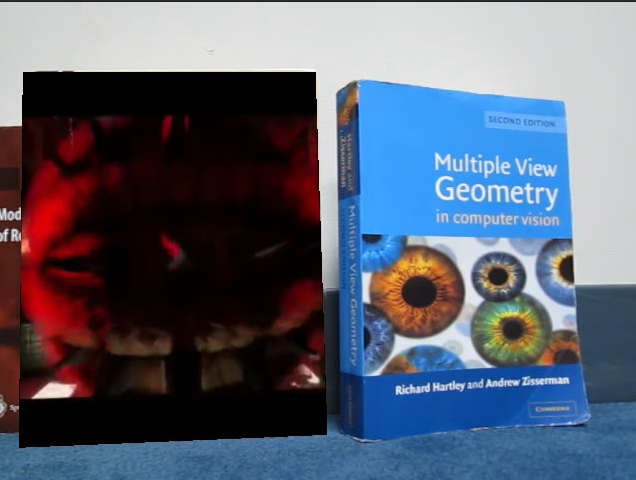 Mod
of R
SECOND EDITION
Multiple View
Geometry
in computer vision
Hartley and
Zisserman
Multiple View Geometry
Richard Hartley and Andrew Zisserman
CAMBRIDGE